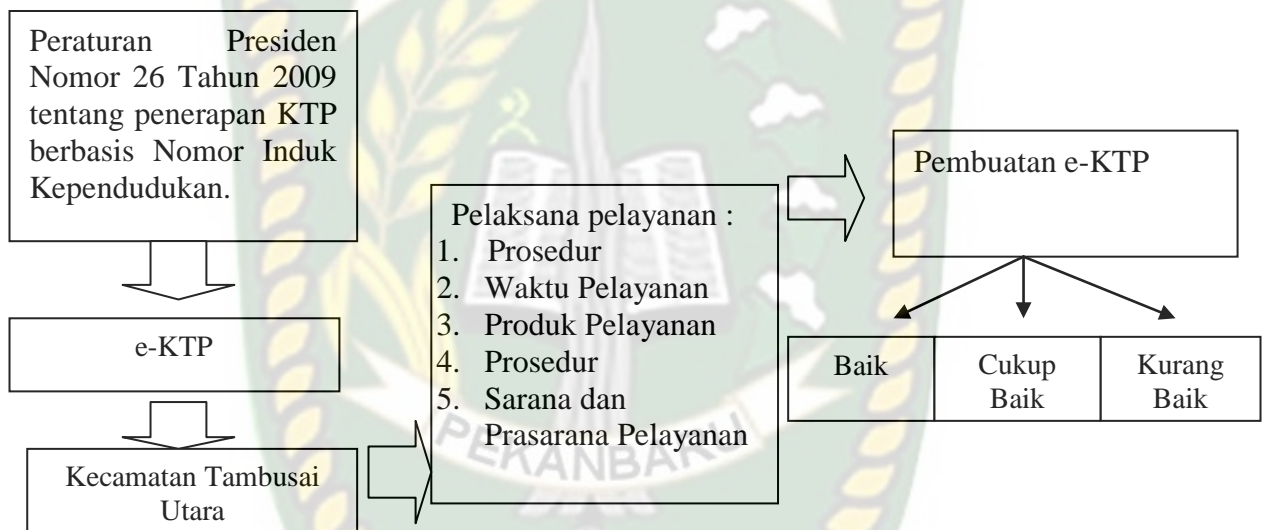 Peraturan Presiden
Nomor 26 Tahun 2009
tentang penerapan KTP
berbasis Nomor Induk
Kependudukan.
e-KTP
Kecamatan Tambusai
Utara
Pelaksana pelayanan :
1. Prosedur
2. Waktu Pelayanan
3. Produk Pelayanan
4. Prosedur
5. Sarana dan
Prasarana Pelayanan
Pembuatan e-KTP
Baik
Cukup
Baik
Kurang
Baik
PEKANBARU